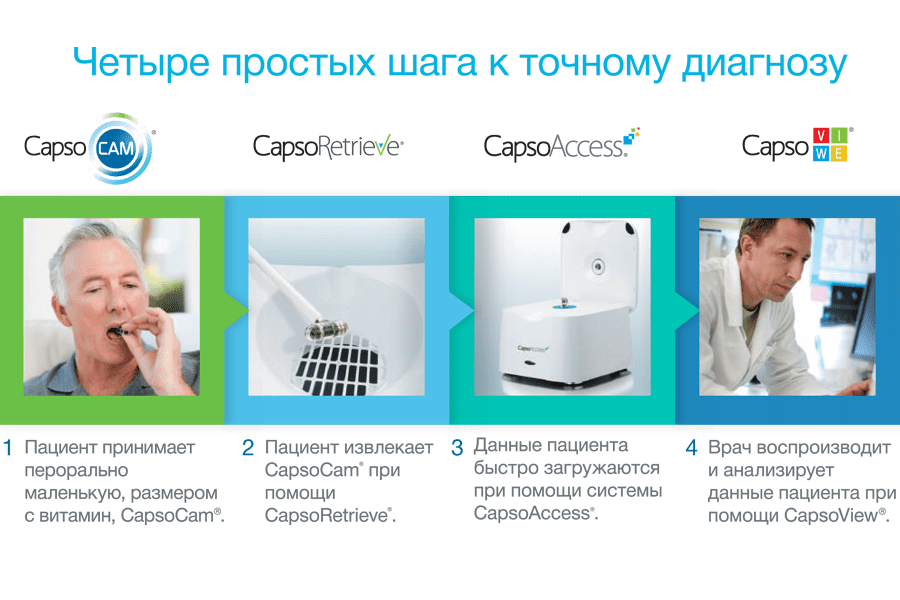 Четыре простых шага к точному диагнозу
Capso CAM®
CapsoRetrieve®
CapsoAccess®
Capso VIEW®
CapsoAccess
1 Пациент принимает
перорально
маленькую, размером
с витамин, CapsoCam®.
2 Пациент извлекает
CapsoCam® при
помощи
CapsoRetrieve®.
3 Данные пациента
быстро загружаются
при помощи системы
CapsoAccess®.
4 Врач воспроизводит
и анализирует
данные пациента при
помощи CapsoView®.